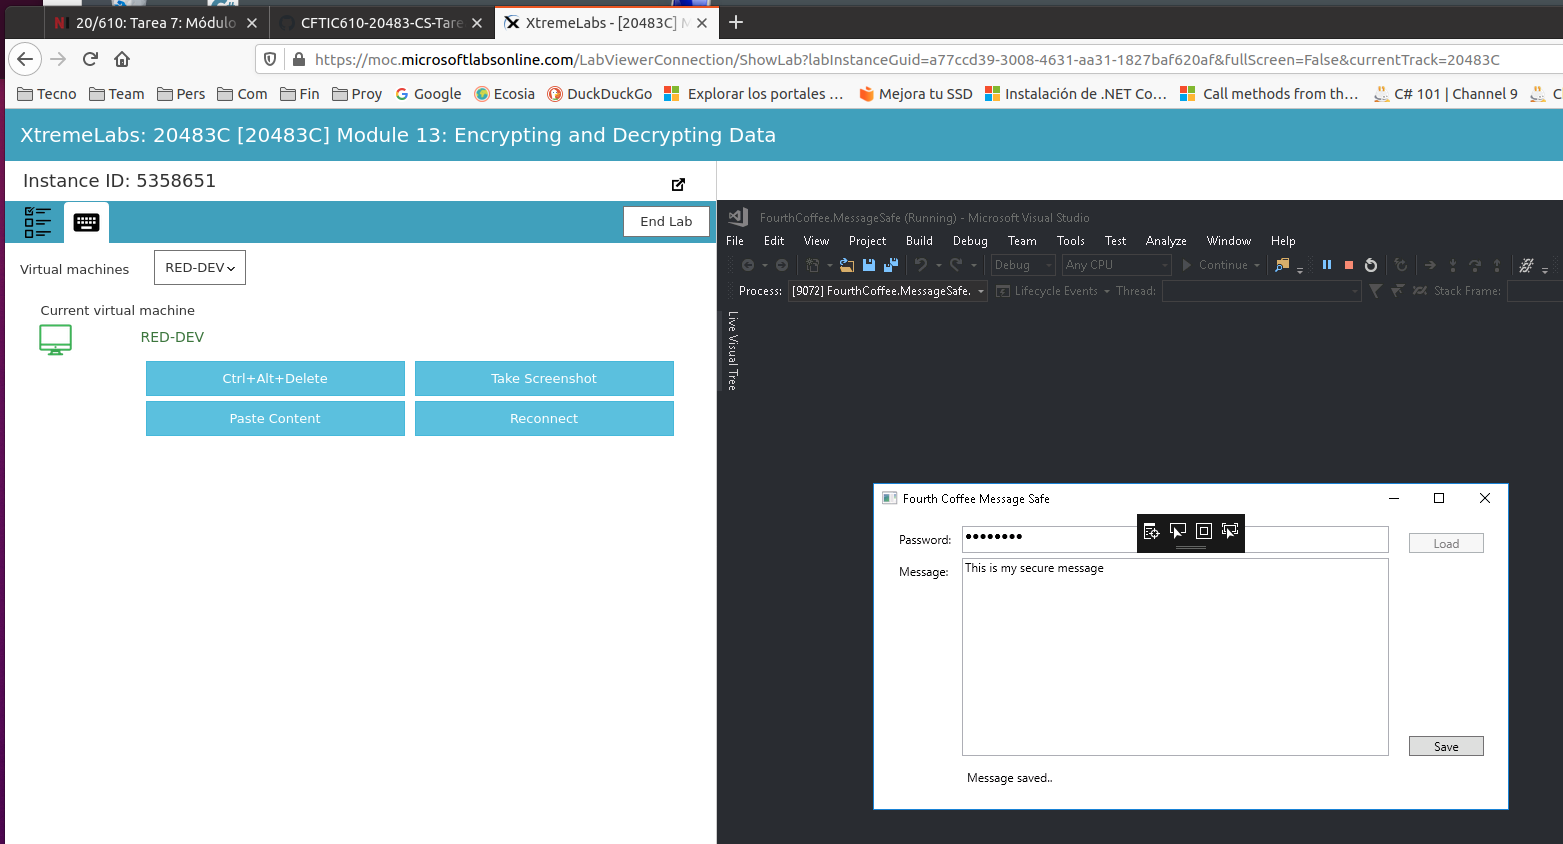 20/610: Tarea 7: Módulo
CFTIC610-20483-CS-Tare
XtremeLabs - [20483C] M
https://moc.microsoftlabsonline.com/LabViewerConnection/ShowLab?labInstanceGuid=a77ccd39-3008-4631-aa31-1827baf620af&fullScreen=False&currentTrack=20483C
Tecno Team Pers Com Fin Proy Google Ecosia DuckDuckGo Explorar los portales … Mejora tu SSD Instalación de .NET Co… Call methods from th… C# 101 | Channel 9
XtremeLabs: 20483C [20483C] Module 13: Encrypting and Decrypting Data
Instance ID: 5358651
End Lab
Virtual machines RED-DEV
Current virtual machine
RED-DEV
Ctrl+Alt+Delete Take Screenshot
Paste Content Reconnect
FourthCoffee.MessageSafe (Running) - Microsoft Visual Studio
File Edit View Project Build Debug Team Tools Test Analyze Window Help
Debug Any CPU Continue
Process: [9072] FourthCoffee.MessageSafe. Lifecycle Events Thread: Stack Frame:
Live Visual Tree
Fourth Coffee Message Safe
Password: ●●●●●●●● Load
Message: This is my secure message
Save
Message saved..